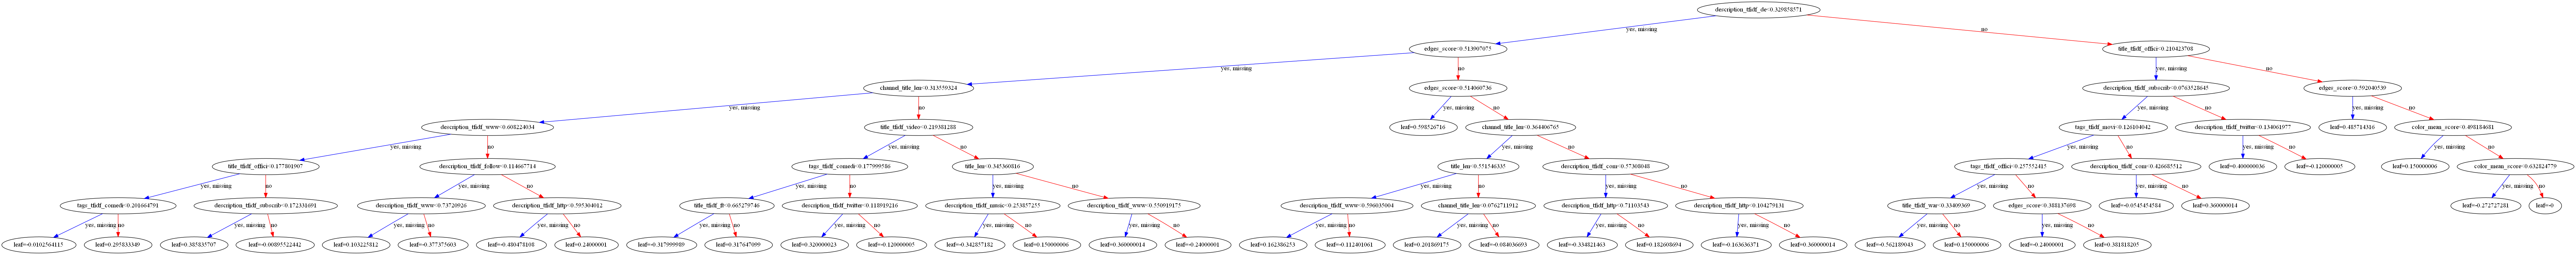 description_tfidf_de<0.329858571
yes, missing
no
edges_score<0.513907075
title_tfidf_offici<0.210423708
yes, missing
no
yes, missing
no
channel_title_len<0.313559324
edges_score<0.514060736
description_tfidf_subscrib<0.0763528645
edges_score<0.592040539
yes, missing
no
yes, missing
no
yes, missing
no
yes, missing
no
description_tfidf_www<0.608224034
title_tfidf_video<0.219381288
leaf=0.598526716
channel_title_len<0.364406765
tags_tfidf_movi<0.126104042
description_tfidf_twitter<0.134061977
leaf=0.485714316
color_mean_score<0.498184681
yes, missing
no
yes, missing
no
yes, missing
no
yes, missing
no
yes, missing
no
yes, missing
no
title_tfidf_offici<0.177801907
description_tfidf_follow<0.114667714
tags_tfidf_comedi<0.177999586
title_len<0.345360816
title_len<0.551546335
description_tfidf_com<0.57308048
tags_tfidf_offici<0.257552415
description_tfidf_com<0.426685512
leaf=0.400000036
leaf=-0.120000005
leaf=0.150000006
color_mean_score<0.632824779
yes, missing
no
yes, missing
no
yes, missing
no
yes, missing
no
yes, missing
no
yes, missing
no
yes, missing
no
yes, missing
no
yes, missing
no
tags_tfidf_comedi<0.201664791
description_tfidf_subscrib<0.172331691
description_tfidf_www<0.73720926
description_tfidf_http<0.595304012
title_tfidf_ft<0.665279746
description_tfidf_twitter<0.118919216
description_tfidf_music<0.253857255
description_tfidf_www<0.550919175
description_tfidf_www<0.596035004
channel_title_len<0.0762711912
description_tfidf_http<0.71103543
description_tfidf_http<0.104279131
title_tfidf_war<0.33409369
edges_score<0.388137698
leaf=-0.0545454584
leaf=0.360000014
leaf=-0.272727281
leaf=-0
yes, missing
no
yes, missing
no
yes, missing
no
yes, missing
no
yes, missing
no
yes, missing
no
yes, missing
no
yes, missing
no
yes, missing
no
yes, missing
no
yes, missing
no
yes, missing
no
yes, missing
no
yes, missing
no
leaf=-0.0102564115
leaf=0.295833349
leaf=0.385835707
leaf=-0.00895522442
leaf=0.103225812
leaf=-0.377375603
leaf=-0.480478108
leaf=0.24000001
leaf=-0.317999989
leaf=0.317647099
leaf=0.320000023
leaf=-0.120000005
leaf=-0.342857182
leaf=0.150000006
leaf=0.360000014
leaf=-0.24000001
leaf=0.162386253
leaf=-0.112401061
leaf=0.201869175
leaf=-0.084036693
leaf=-0.334821463
leaf=0.182608694
leaf=-0.163636371
leaf=0.360000014
leaf=-0.562189043
leaf=0.150000006
leaf=-0.24000001
leaf=0.381818205